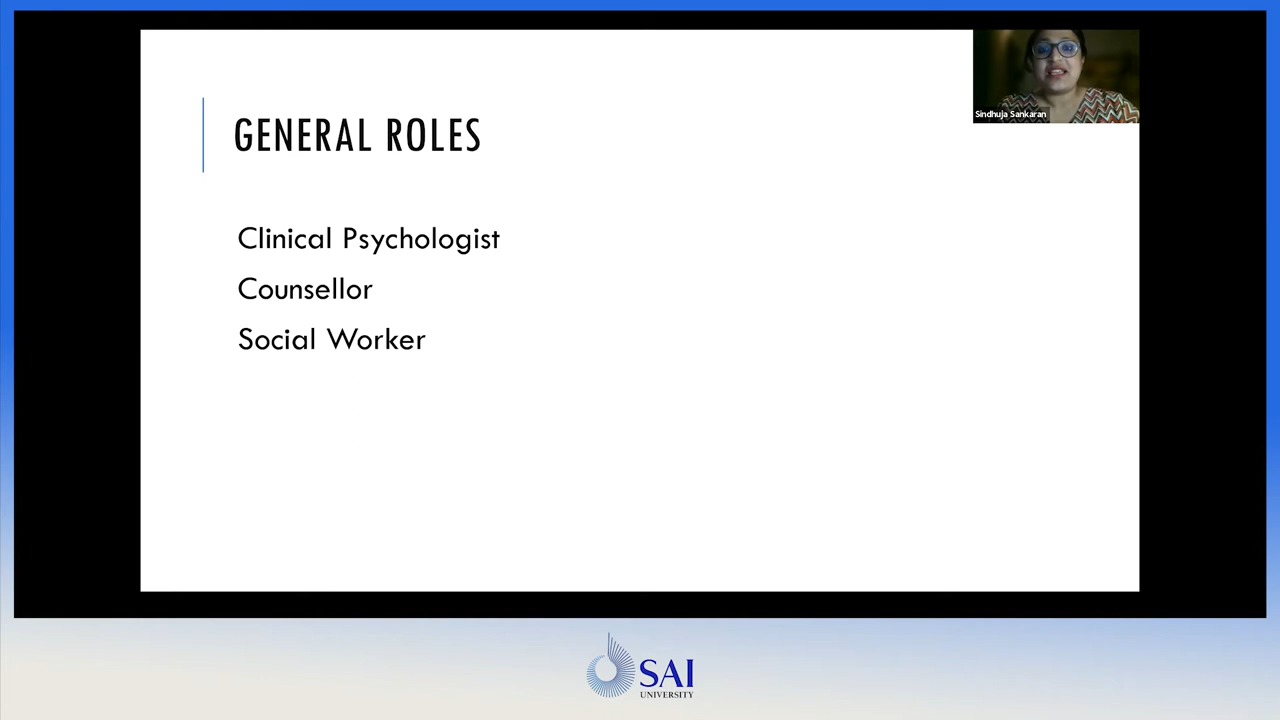 GENERAL ROLES
Sindhuja Sankaran
Clinical Psychologist
Counsellor
Social Worker
SAI
UNIVERSITY